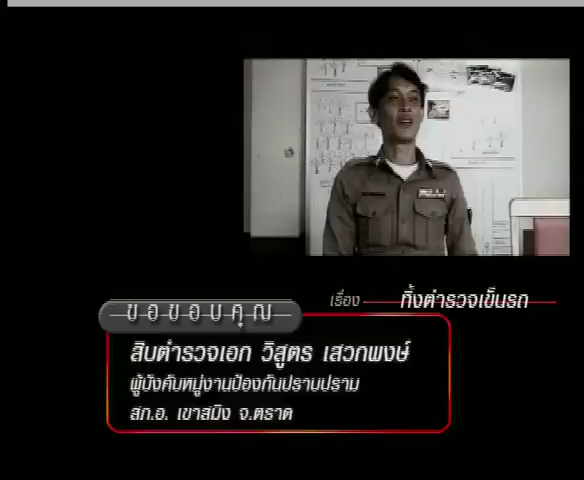 เรื่อง ทิ้งตำรวจเข็นรถ
ขอขอบคุณ
สิบตำรวจเอก วิสูตร เสวกพงษ์
ผู้บังคับหมู่งานป้องกันปราบปราม
สภ.อ. เขาสมิง จ.ตราด